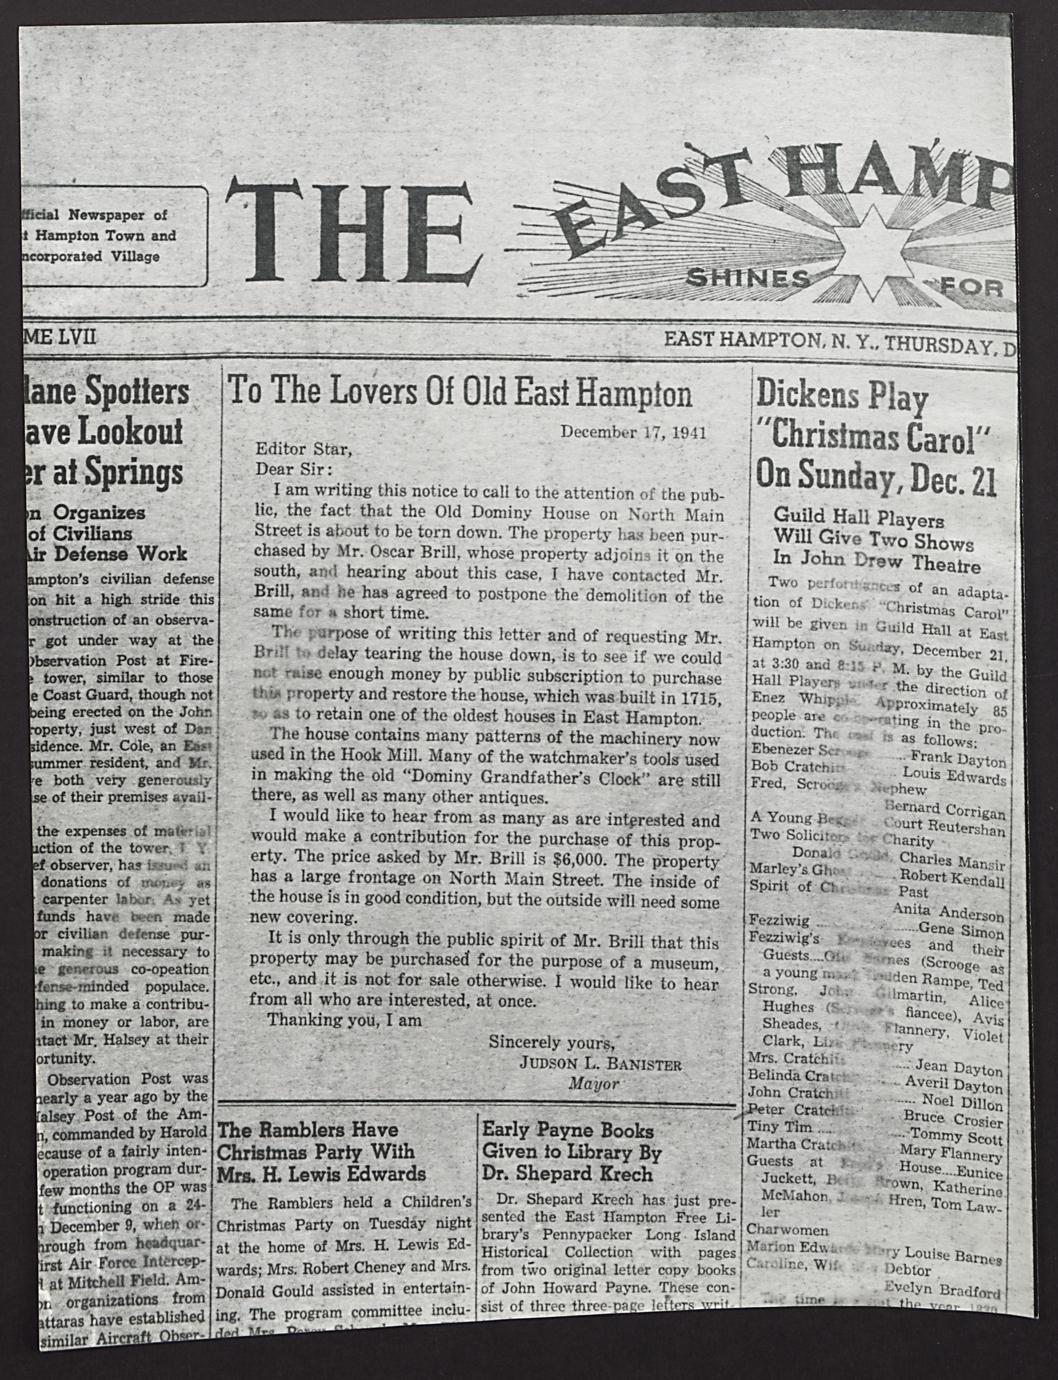 fficial Newspaper of
t Hampton Town and
ncorporated Village
THE
EAST HAMP
SHINES
FOR
ME LVII
EAST HAMPTON, N. Y., THURSDAY, D
lane Spotters
ave Lookout
er at Springs
n Organizes
of Civilians
Air Defense Work
ampton's civilian defense
on hit a high stride this
onstruction of an observa-
r got under way at the
Observation Post at Fire-
tower, similar to those
e Coast Guard, though not
being erected on the John
roperty, just west of Dan
sidence. Mr. Cole, an East
summer resident, and Mr.
e both very generously
se of their premises avail-
the expenses of material
uction of the tower.
ef observer, has issued an
donations of money as
carpenter labor. As yet
funds have been made
or civilian defense pur-
making it necessary to
e generous co-opeation
fense-minded populace.
hing to make a contribu-
in money or labor, are
ntact Mr. Halsey at their
ortunity.
Observation Post was
nearly a year ago by the
alsey Post of the Am-
n, commanded by Harold
ecause of a fairly inten-
operation program dur-
few months the OP was
t functioning on a 24-
December 9, when or-
hrough from headquar-
irst Air Force Intercep-
at Mitchell Field. Am-
on organizations from
attaras have established
similar Aircraft Obser-
To The Lovers Of Old East Hampton
December 17, 1941
Editor Star,
Dear Sir:
I am writing this notice to call to the attention of the pub-
lic, the fact that the Old Dominy House on North Main
Street is about to be torn down. The property has been pur-
chased by Mr. Oscar Brill, whose property adjoins it on the
south, and hearing about this case, I have contacted Mr.
Brill, and he has agreed to postpone the demolition of the
same for a short time.
The purpose of writing this letter and of requesting Mr.
Brill to delay tearing the house down, is to see if we could
not raise enough money by public subscription to purchase
this property and restore the house, which was built in 1715,
so as to retain one of the oldest houses in East Hampton.
The house contains many patterns of the machinery now
used in the Hook Mill. Many of the watchmaker's tools used
in making the old "Dominy Grandfather's Clock" are still
there, as well as many other antiques.
I would like to hear from as many as are interested and
would make a contribution for the purchase of this prop-
erty. The price asked by Mr. Brill is $6,000. The property
has a large frontage on North Main Street. The inside of
the house is in good condition, but the outside will need some
new covering.
It is only through the public spirit of Mr. Brill that this
property may be purchased for the purpose of a museum,
etc., and it is not for sale otherwise. I would like to hear
from all who are interested, at once.
Thanking you, I am
Sincerely yours,
JUDSON L. BANISTER
Mayor
The Ramblers Have
Christmas Party With
Mrs. H. Lewis Edwards
The Ramblers held a Children's
Christmas Party on Tuesday night
at the home of Mrs. H. Lewis Ed-
wards; Mrs. Robert Cheney and Mrs.
Donald Gould assisted in entertain-
ing. The program committee inclu-
ded Mrs.
Early Payne Books
Given to Library By
Dr. Shepard Krech
Dr. Shepard Krech has just pre-
sented the East Hampton Free Li-
brary's Pennypacker Long Island
Historical Collection with pages
from two original letter copy books
of John Howard Payne. These con-
sist of three three-page letters writ-
Dickens Play
"Christmas Carol"
On Sunday, Dec. 21
Guild Hall Players
Will Give Two Shows
In John Drew Theatre
Two performances of an adapta-
tion of Dickens' "Christmas Carol"
will be given in Guild Hall at East
Hampton on Sunday, December 21,
at 3:30 and 8:15 P. M. by the Guild
Hall Players under the direction of
Enez Whipple. Approximately 85
people are co-operating in the pro-
duction. The cast is as follows:
Ebenezer Scrooge ... Frank Dayton
Bob Cratchit Louis Edwards
Fred, Scrooge's Nephew
Bernard Corrigan
A Young Beggar Court Reutershan
Two Solicitors for Charity
Donald Gould, Charles Mansir
Marley's Ghost Robert Kendall
Spirit of Christmas Past
Anita Anderson
Fezziwig .... ......Gene Simon
Fezziwig's Employees and their
Guests.... Barnes (Scrooge as
a young man) Rampe, Ted
Strong, John Gilmartin, Alice
Hughes (Scrooge's fiancee), Avis
Sheades, Flannery, Violet
Clark, Flannery
Mrs. Cratchit .... Jean Dayton
Belinda Cratchit Averil Dayton
John Cratchit ...... Noel Dillon
Peter Cratchit Bruce Crosier
Tiny Tim .... ... Tommy Scott
Martha Cratchit Mary Flannery
Guests at House....Eunice
Juckett, Brown, Katherine
McMahon, Hren, Tom Law-
ler
Charwomen
Marion Edwards, Mary Louise Barnes
Caroline, Wife Debtor
Evelyn Bradford
The time the year